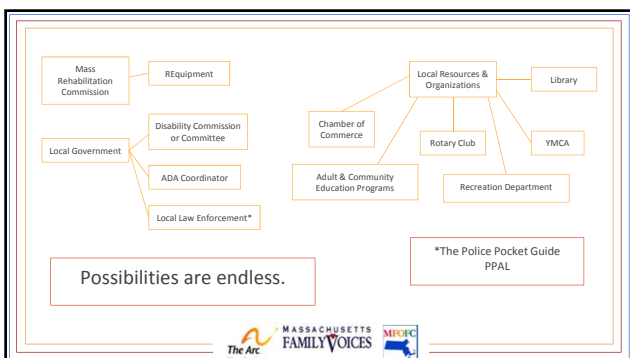 Mass
Rehabilitation
Commission
REquipment
Local Government
Disability Commission
or Committee
ADA Coordinator
Local Law Enforcement*
Local Resources &
Organizations
Library
Chamber of
Commerce
Rotary Club
YMCA
Adult & Community
Education Programs
Recreation Department
Possibilities are endless.
*The Police Pocket Guide
PPAL
The Arc
MASSACHUSETTS
FAMILY VOICES
MFOFC